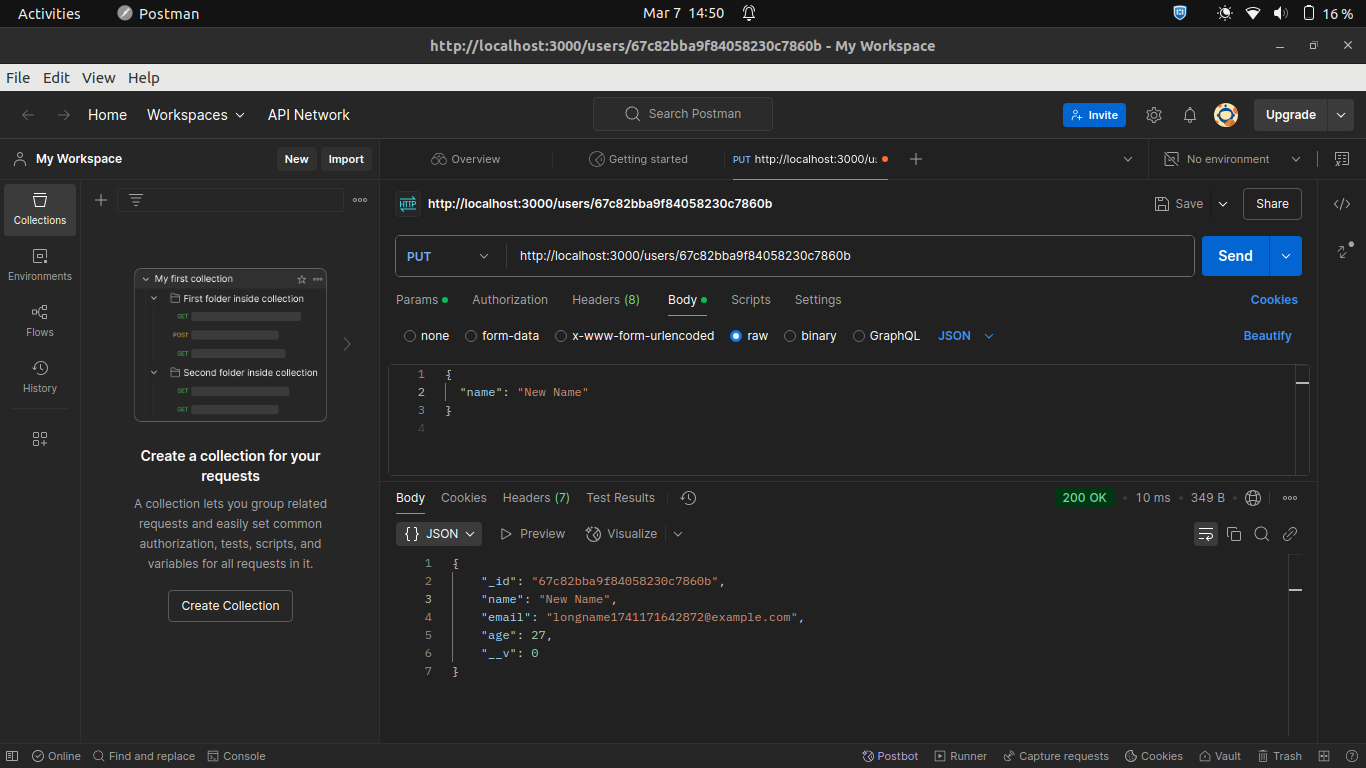 Activities Postman Mar 7 14:50 16 %
http://localhost:3000/users/67c82bba9f84058230c7860b - My Workspace
File Edit View Help
Home Workspaces API Network Search Postman Invite Upgrade
My Workspace New Import Overview Getting started PUT http://localhost:3000/u: No environment
Collections
Environments
Flows
History
My first collection
First folder inside collection
GET
POST
GET
Second folder inside collection
GET
GET
Create a collection for your
requests
A collection lets you group related
requests and easily set common
authorization, tests, scripts, and
variables for all requests in it.
Create Collection
HTTP http://localhost:3000/users/67c82bba9f84058230c7860b Save Share
PUT http://localhost:3000/users/67c82bba9f84058230c7860b Send
Params Authorization Headers (8) Body Scripts Settings Cookies
none form-data x-www-form-urlencoded raw binary GraphQL JSON Beautify
1 {
2 "name": "New Name"
3 }
4
Body Cookies Headers (7) Test Results 200 OK 10 ms 349 B
{} JSON Preview Visualize
1 {
2 "_id": "67c82bba9f84058230c7860b",
3 "name": "New Name",
4 "email": "longname1741171642872@example.com",
5 "age": 27,
6 "__v": 0
7 }
Online Find and replace Console Postbot Runner Capture requests Cookies Vault Trash